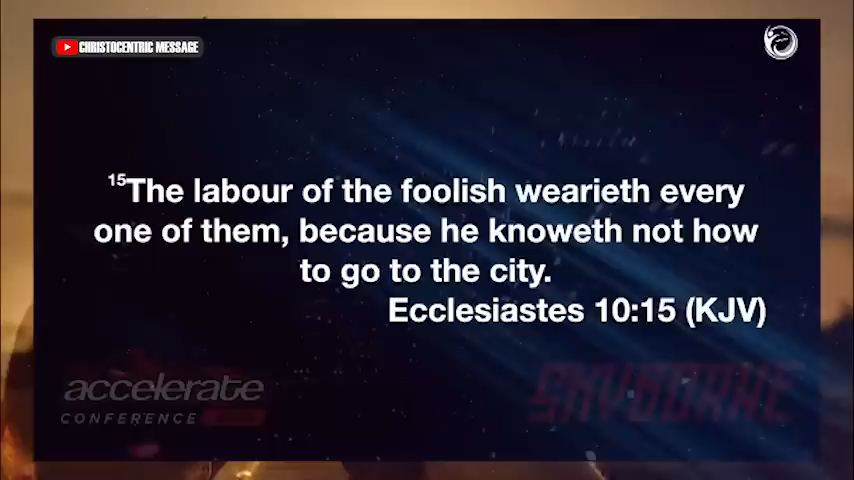 CHRISTOCENTRIC MESSAGE
15The labour of the foolish wearieth every
one of them, because he knoweth not how
to go to the city.
Ecclesiastes 10:15 (KJV)
accelerate
CONFERENCE
SKYBORNE